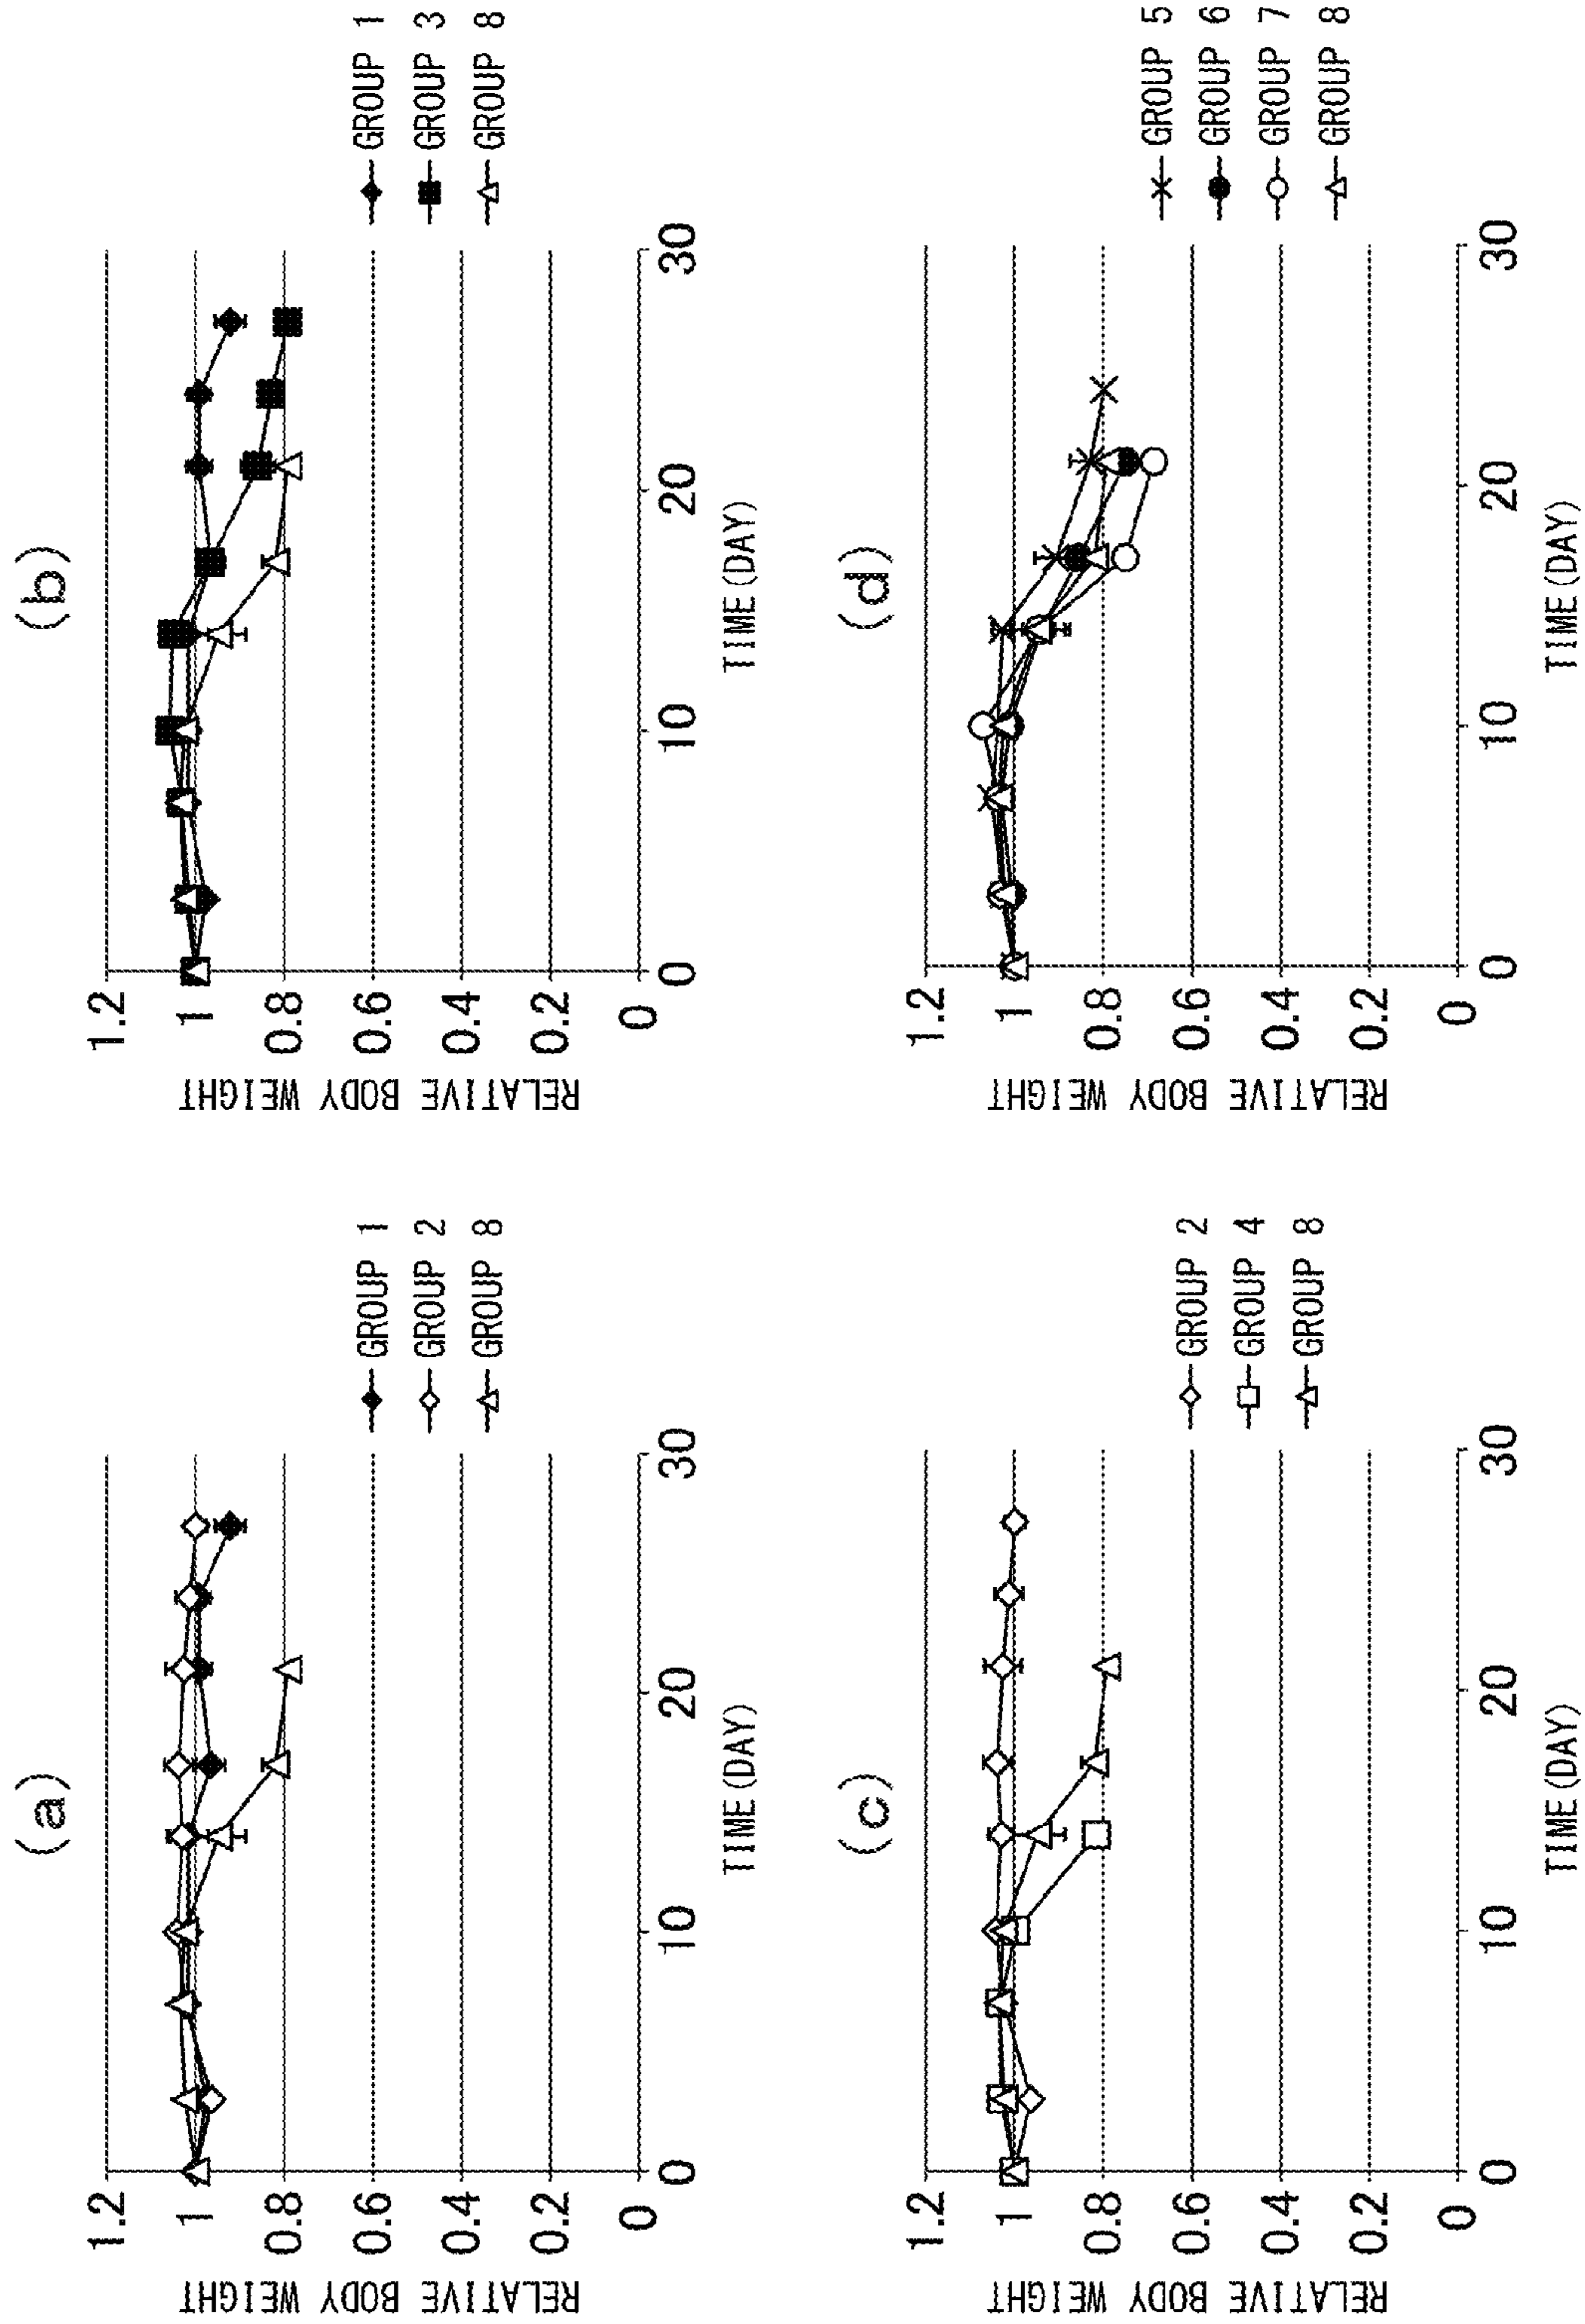 (a)
RELATIVE BODY WEIGHT
1.2
1
0.8
0.6
0.4
0.2
0
0
10
20
30
TIME(DAY)
GROUP 1
GROUP 2
GROUP 8
(b)
RELATIVE BODY WEIGHT
1.2
1
0.8
0.6
0.4
0.2
0
0
10
20
30
TIME(DAY)
GROUP 1
GROUP 3
GROUP 8
(c)
RELATIVE BODY WEIGHT
1.2
1
0.8
0.6
0.4
0.2
0
0
10
20
30
TIME(DAY)
GROUP 2
GROUP 4
GROUP 8
(d)
RELATIVE BODY WEIGHT
1.2
1
0.8
0.6
0.4
0.2
0
0
10
20
30
TIME(DAY)
GROUP 5
GROUP 6
GROUP 7
GROUP 8